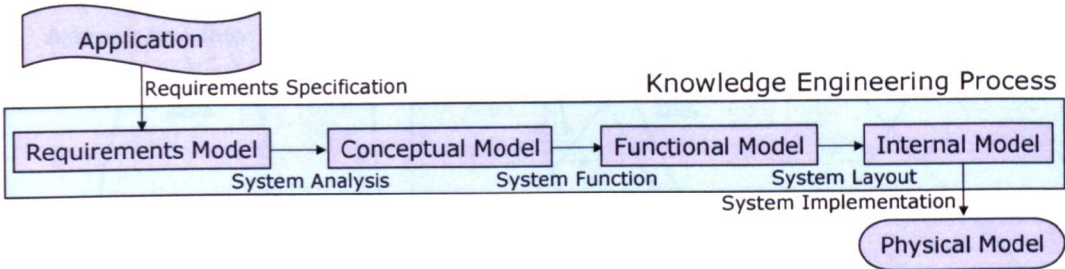 Application
Requirements Specification
Knowledge Engineering Process
Requirements Model
Conceptual Model
Functional Model
Internal Model
System Analysis
System Function
System Layout
System Implementation
Physical Model